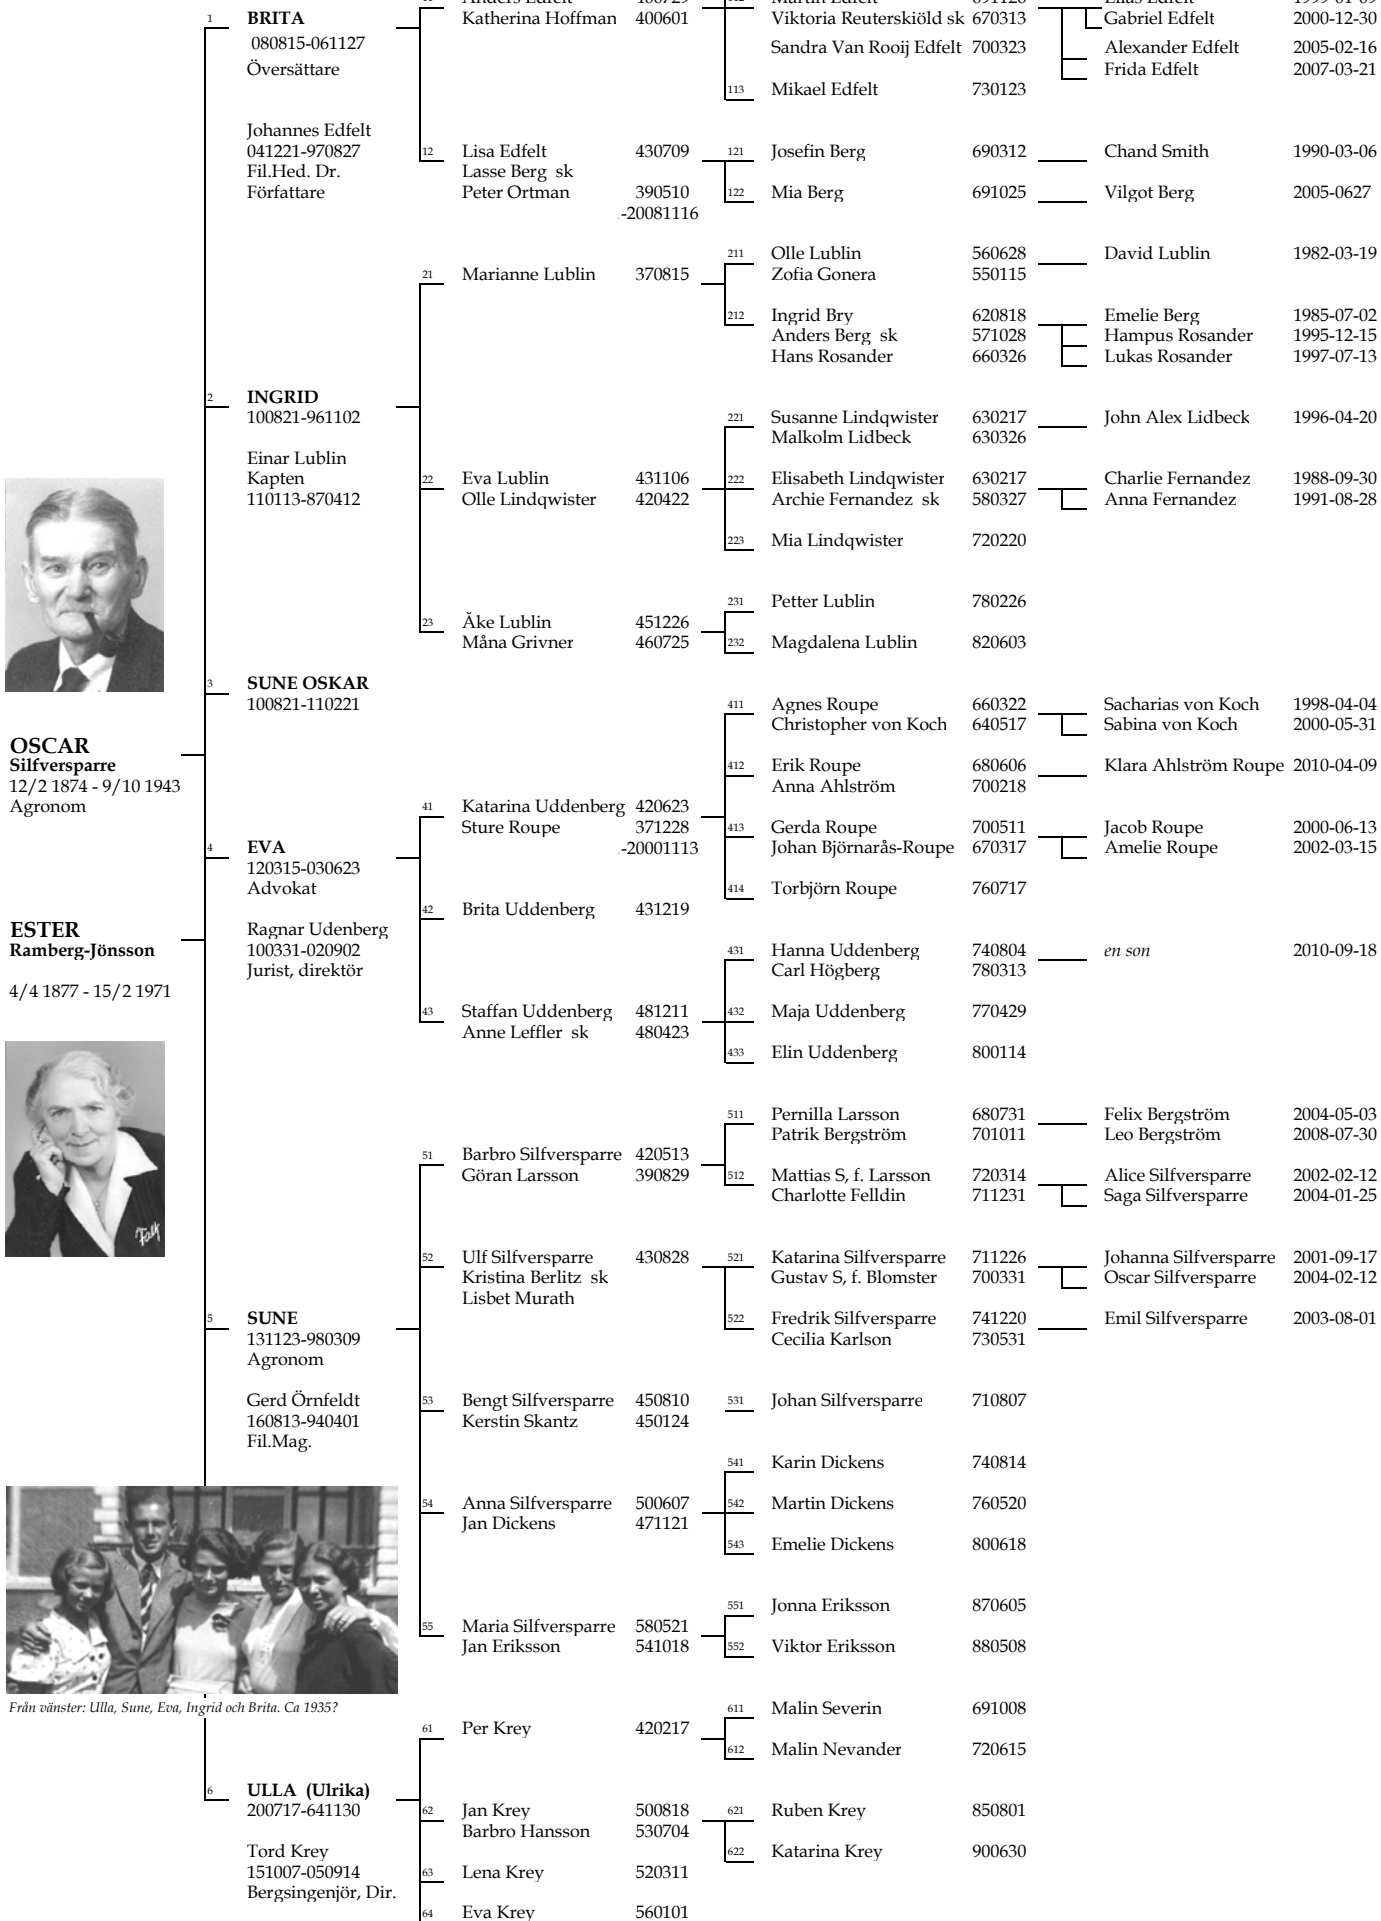 1
BRITA
080815-061127
Översättare
Johannes Edfelt
041221-970827
Fil.Hed. Dr.
Författare
Katherina Hoffman 400601
Viktoria Reuterskiöld sk 670313
Gabriel Edfelt 2000-12-30
Sandra Van Rooij Edfelt 700323
Alexander Edfelt 2005-02-16
Frida Edfelt 2007-03-21
113 Mikael Edfelt 730123
12 Lisa Edfelt 430709
Lasse Berg sk
Peter Ortman 390510
-20081116
121 Josefin Berg 690312
Chand Smith 1990-03-06
122 Mia Berg 691025
Vilgot Berg 2005-0627
2
INGRID
100821-961102
Einar Lublin
Kapten
110113-870412
21 Marianne Lublin 370815
211 Olle Lublin 560628
Zofia Gonera 550115
David Lublin 1982-03-19
212 Ingrid Bry 620818
Anders Berg sk 571028
Hans Rosander 660326
Emelie Berg 1985-07-02
Hampus Rosander 1995-12-15
Lukas Rosander 1997-07-13
22 Eva Lublin 431106
Olle Lindqwister 420422
221 Susanne Lindqwister 630217
Malkolm Lidbeck 630326
John Alex Lidbeck 1996-04-20
222 Elisabeth Lindqwister 630217
Archie Fernandez sk 580327
Charlie Fernandez 1988-09-30
Anna Fernandez 1991-08-28
223 Mia Lindqwister 720220
23 Åke Lublin 451226
Måna Grivner 460725
231 Petter Lublin 780226
232 Magdalena Lublin 820603
3
SUNE OSKAR
100821-110221
OSCAR
Silfversparre
12/2 1874 - 9/10 1943
Agronom
ESTER
Ramberg-Jönsson
4/4 1877 - 15/2 1971
Falk
4
EVA
120315-030623
Advokat
Ragnar Udenberg
100331-020902
Jurist, direktör
41 Katarina Uddenberg 420623
Sture Roupe 371228
-20001113
411 Agnes Roupe 660322
Christopher von Koch 640517
Sacharias von Koch 1998-04-04
Sabina von Koch 2000-05-31
412 Erik Roupe 680606
Anna Ahlström 700218
Klara Ahlström Roupe 2010-04-09
413 Gerda Roupe 700511
Johan Björnarås-Roupe 670317
Jacob Roupe 2000-06-13
Amelie Roupe 2002-03-15
414 Torbjörn Roupe 760717
42 Brita Uddenberg 431219
43 Staffan Uddenberg 481211
Anne Leffler sk 480423
431 Hanna Uddenberg 740804
Carl Högberg 780313
en son 2010-09-18
432 Maja Uddenberg 770429
433 Elin Uddenberg 800114
5
SUNE
131123-980309
Agronom
Gerd Örnfeldt
160813-940401
Fil.Mag.
51 Barbro Silfversparre 420513
Göran Larsson 390829
511 Pernilla Larsson 680731
Patrik Bergström 701011
Felix Bergström 2004-05-03
Leo Bergström 2008-07-30
512 Mattias S, f. Larsson 720314
Charlotte Felldin 711231
Alice Silfversparre 2002-02-12
Saga Silfversparre 2004-01-25
52 Ulf Silfversparre 430828
Kristina Berlitz sk
Lisbet Murath
521 Katarina Silfversparre 711226
Gustav S, f. Blomster 700331
Johanna Silfversparre 2001-09-17
Oscar Silfversparre 2004-02-12
522 Fredrik Silfversparre 741220
Cecilia Karlson 730531
Emil Silfversparre 2003-08-01
53 Bengt Silfversparre 450810
Kerstin Skantz 450124
531 Johan Silfversparre 710807
54 Anna Silfversparre 500607
Jan Dickens 471121
541 Karin Dickens 740814
542 Martin Dickens 760520
543 Emelie Dickens 800618
55 Maria Silfversparre 580521
Jan Eriksson 541018
551 Jonna Eriksson 870605
552 Viktor Eriksson 880508
Från vänster: Ulla, Sune, Eva, Ingrid och Brita. Ca 1935?
6
ULLA (Ulrika)
200717-641130
Tord Krey
151007-050914
Bergsingenjör, Dir.
61 Per Krey 420217
611 Malin Severin 691008
612 Malin Nevander 720615
62 Jan Krey 500818
Barbro Hansson 530704
621 Ruben Krey 850801
622 Katarina Krey 900630
63 Lena Krey 520311
64 Eva Krey 560101